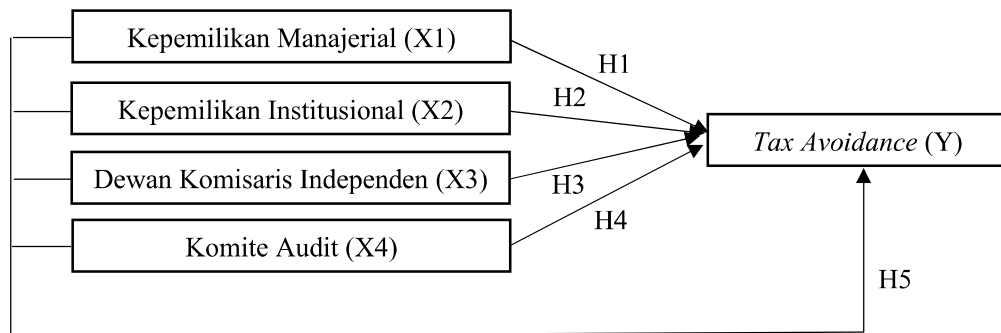 Kepemilikan Manajerial (X1)
H1
Kepemilikan Institusional (X2)
H2
Tax Avoidance (Y)
Dewan Komisaris Independen (X3)
H3
H4
Komite Audit (X4)
H5